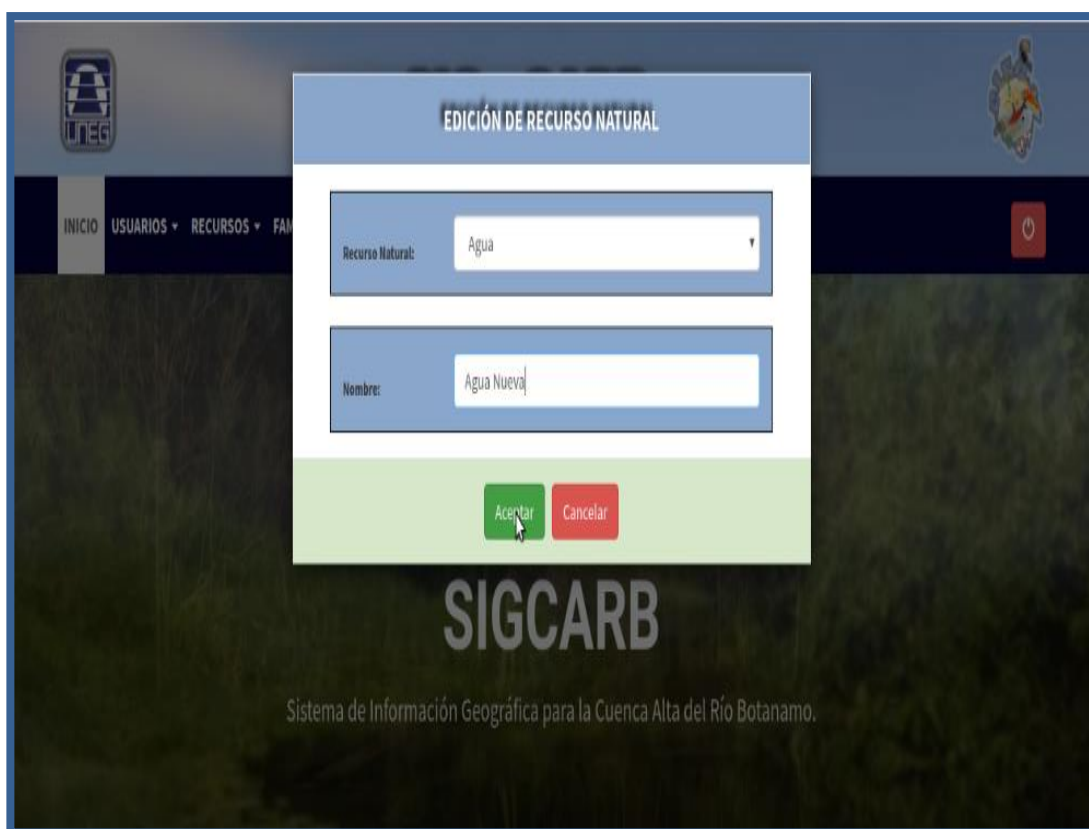 UNEG
EDICIÓN DE RECURSO NATURAL
INICIO USUARIOS RECURSOS
Recurso Natural: Agua
Nombre: Agua Nueva
Aceptar Cancelar
SIGCARB
Sistema de Información Geográfica para la Cuenca Alta del Río Botanamo.